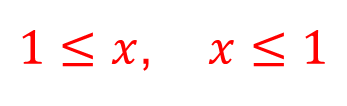 1 ≤ x, x ≤ 1